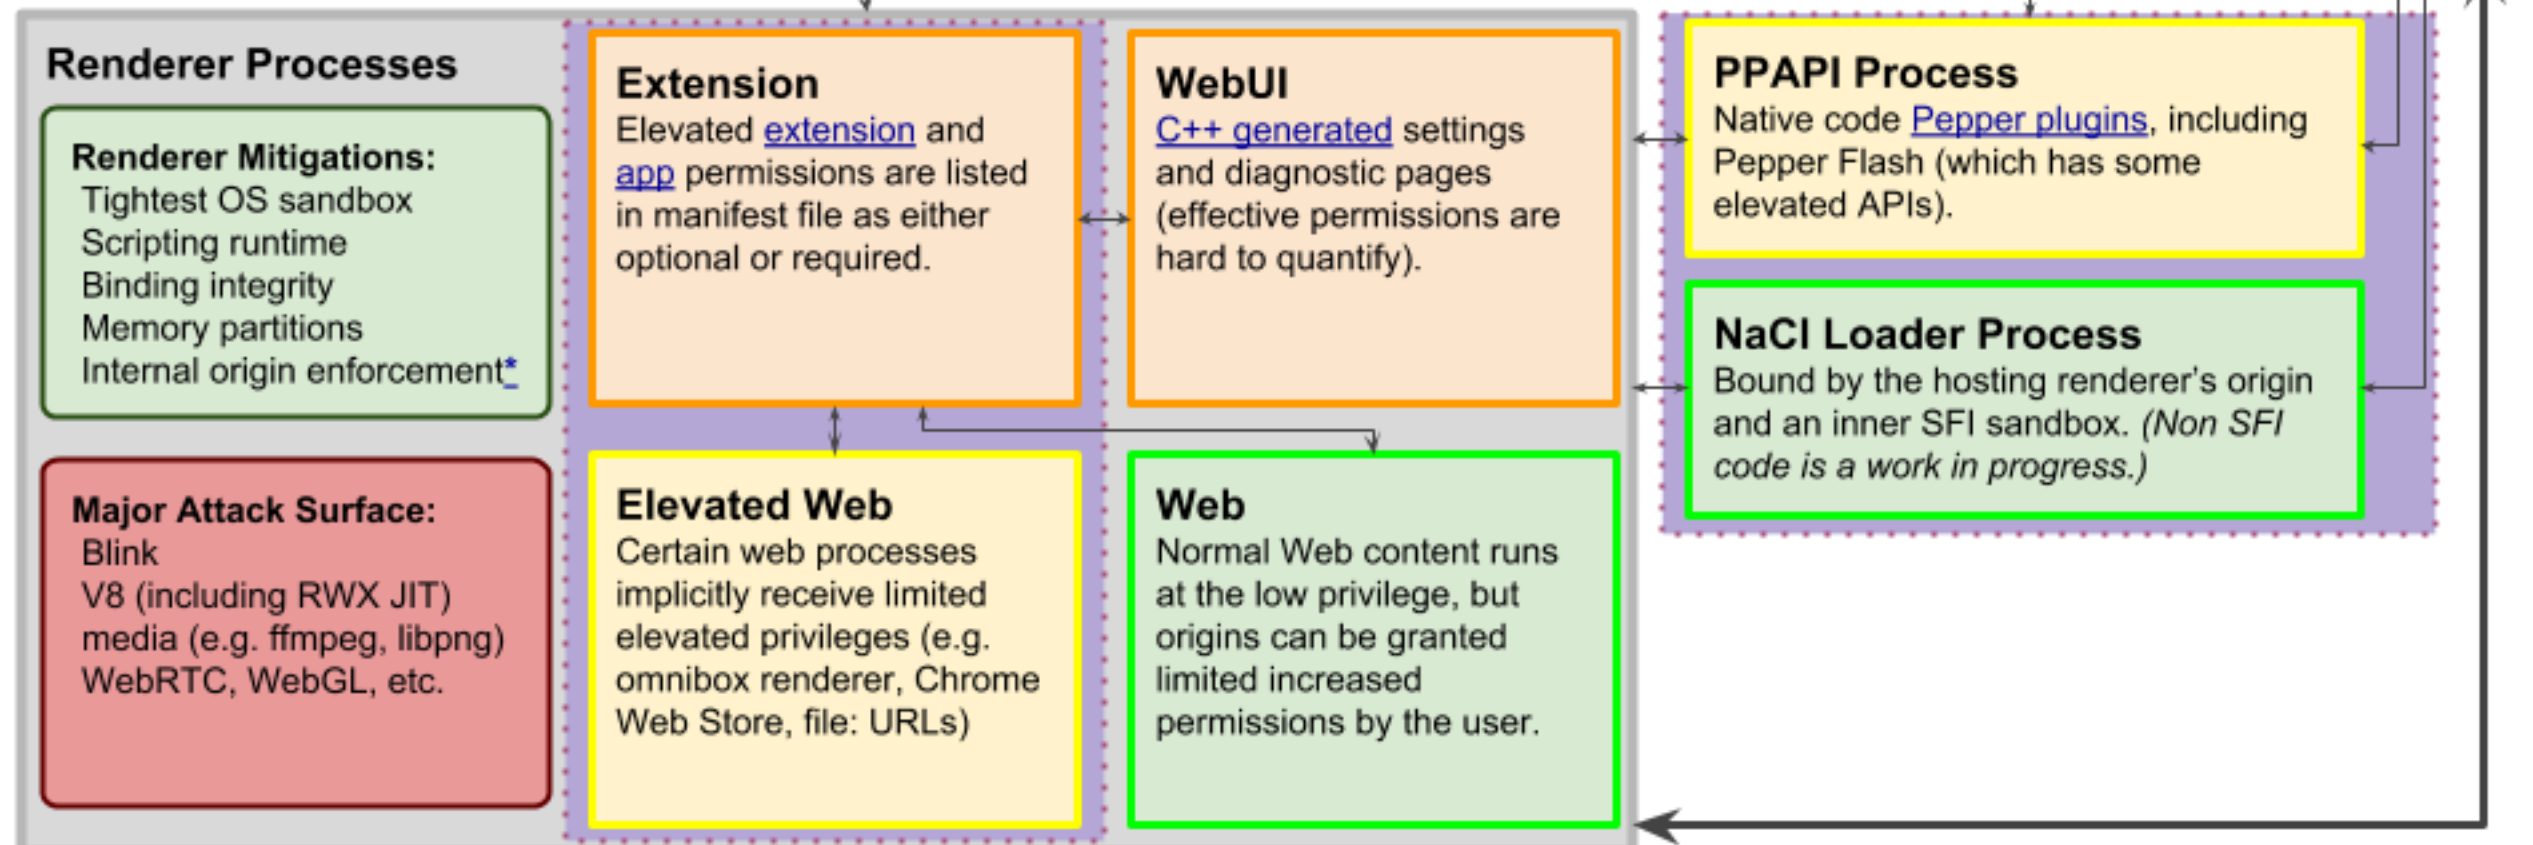 Renderer Processes
Renderer Mitigations:
Tightest OS sandbox
Scripting runtime
Binding integrity
Memory partitions
Internal origin enforcement*
Major Attack Surface:
Blink
V8 (including RWX JIT)
media (e.g. ffmpeg, libpng)
WebRTC, WebGL, etc.
Extension
Elevated extension and
app permissions are listed
in manifest file as either
optional or required.
WebUI
C++ generated settings
and diagnostic pages
(effective permissions are
hard to quantify).
Elevated Web
Certain web processes
implicitly receive limited
elevated privileges (e.g.
omnibox renderer, Chrome
Web Store, file: URLs)
Web
Normal Web content runs
at the low privilege, but
origins can be granted
limited increased
permissions by the user.
PPAPI Process
Native code Pepper plugins, including
Pepper Flash (which has some
elevated APIs).
NaCl Loader Process
Bound by the hosting renderer’s origin
and an inner SFI sandbox. (Non SFI
code is a work in progress.)